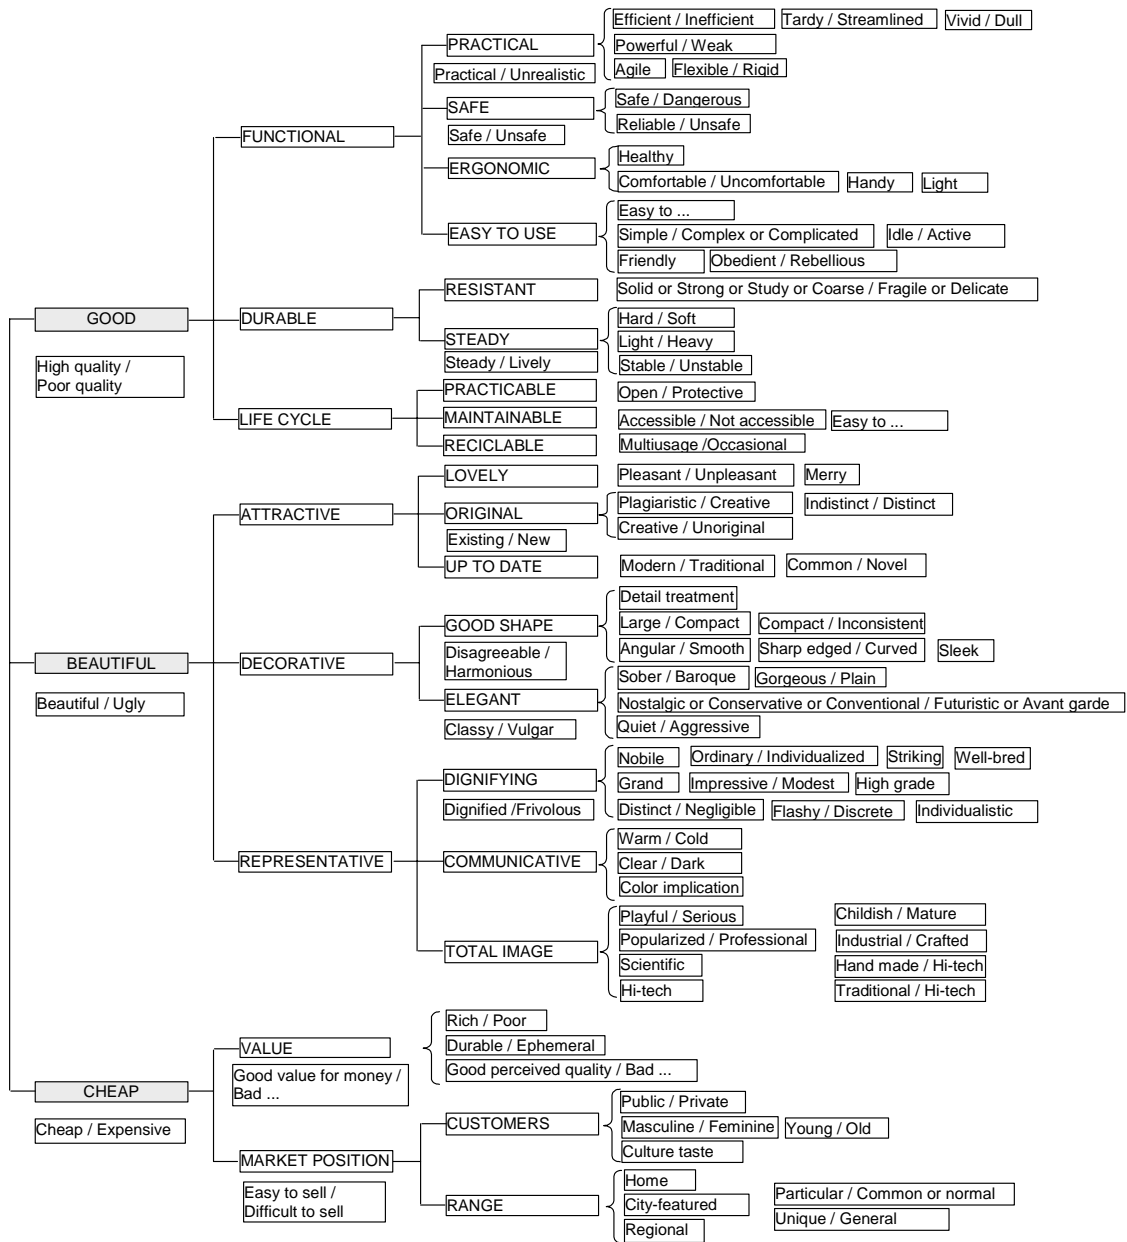 Efficient / Inefficient
Tardy / Streamlined
Vivid / Dull
PRACTICAL
Powerful / Weak
Practical / Unrealistic
Agile
Flexible / Rigid
SAFE
Safe / Dangerous
Reliable / Unsafe
Safe / Unsafe
FUNCTIONAL
ERGONOMIC
Healthy
Comfortable / Uncomfortable
Handy
Light
EASY TO USE
Easy to ...
Simple / Complex or Complicated
Idle / Active
Friendly
Obedient / Rebellious
RESISTANT
Solid or Strong or Study or Coarse / Fragile or Delicate
GOOD
DURABLE
High quality /
Poor quality
STEADY
Steady / Lively
Hard / Soft
Light / Heavy
Stable / Unstable
LIFE CYCLE
PRACTICABLE
Open / Protective
MAINTAINABLE
Accessible / Not accessible
Easy to ...
RECICLABLE
Multiusage /Occasional
LOVELY
Pleasant / Unpleasant
Merry
ATTRACTIVE
ORIGINAL
Plagiaristic / Creative
Indistinct / Distinct
Creative / Unoriginal
Existing / New
UP TO DATE
Modern / Traditional
Common / Novel
Detail treatment
GOOD SHAPE
Large / Compact
Compact / Inconsistent
Disagreeable /
Harmonious
Angular / Smooth
Sharp edged / Curved
Sleek
BEAUTIFUL
DECORATIVE
Beautiful / Ugly
ELEGANT
Sober / Baroque
Gorgeous / Plain
Nostalgic or Conservative or Conventional / Futuristic or Avant garde
Classy / Vulgar
Quiet / Aggressive
Nobile
Ordinary / Individualized
Striking
Well-bred
DIGNIFYING
Grand
Impressive / Modest
High grade
Dignified /Frivolous
Distinct / Negligible
Flashy / Discrete
Individualistic
REPRESENTATIVE
COMMUNICATIVE
Warm / Cold
Clear / Dark
Color implication
TOTAL IMAGE
Playful / Serious
Childish / Mature
Popularized / Professional
Industrial / Crafted
Scientific
Hand made / Hi-tech
Hi-tech
Traditional / Hi-tech
VALUE
Rich / Poor
Durable / Ephemeral
Good perceived quality / Bad ...
Good value for money /
Bad ...
CHEAP
Cheap / Expensive
CUSTOMERS
Public / Private
Masculine / Feminine
Young / Old
Culture taste
MARKET POSITION
Easy to sell /
Difficult to sell
RANGE
Home
City-featured
Regional
Particular / Common or normal
Unique / General